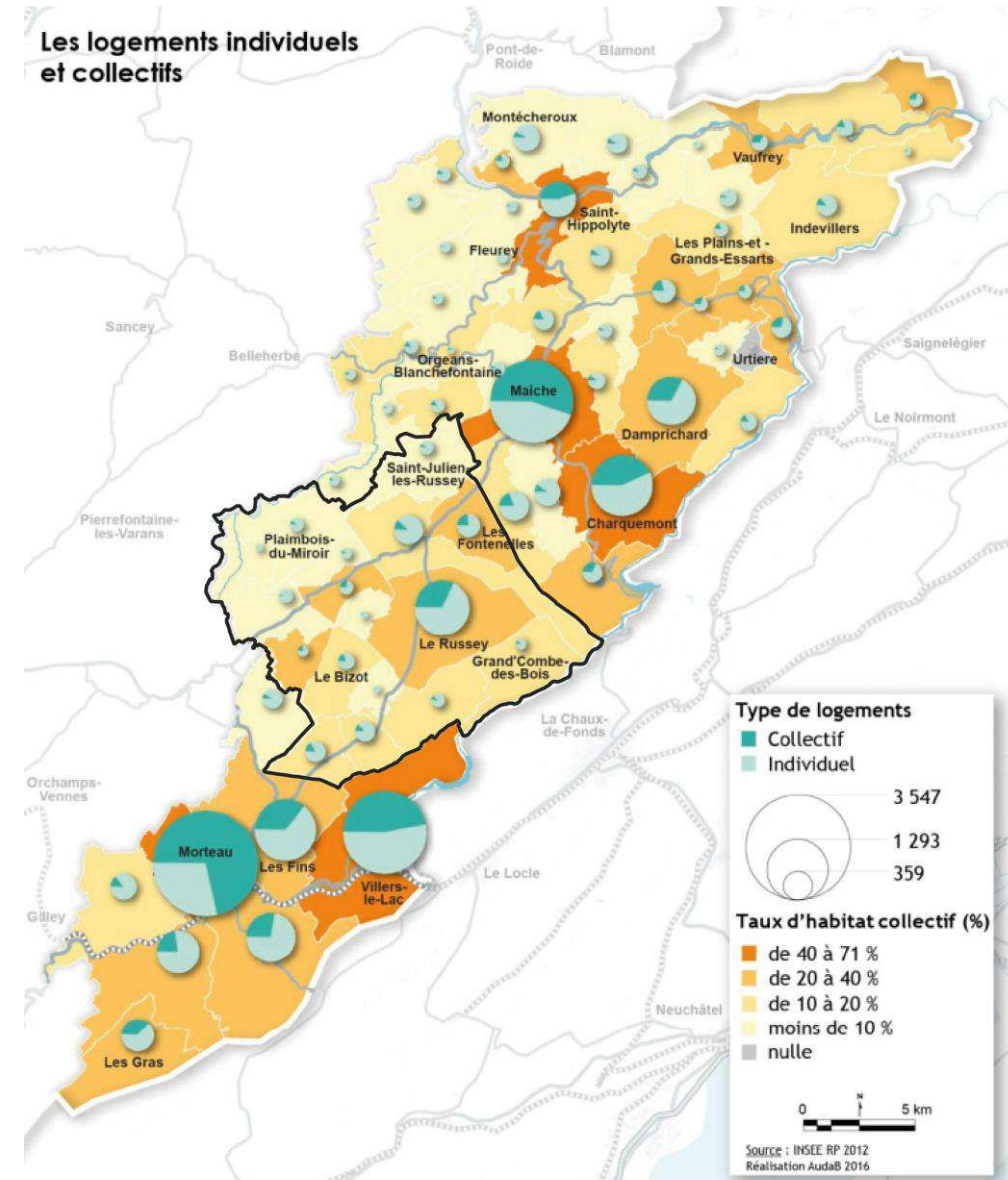 Les logements individuels
et collectifs
Pont-de-
Roide
Blamont
Montécheroux
Vaufrey
Saint-
Hippolyte
Indevillers
Fleurey
Les Plains-et -
Grands-Essarts
Sancey
Belleherbe
Orgeans-
Blanchefontaine
Urtiere
Saignelégier
Maîche
Le Noirmont
Damprichard
Saint-Julien
les-Russey
Charquemont
Pierrefontaine-
les-Varans
Plaimbois-
du-Miroir
Les
Fontenelles
Le Russey
Grand'Combe-
des-Bois
Le Bizot
La Chaux-
de-Fonds
Orchamps-
Vennes
Morteau
Les Fins
Villers-
le-Lac
Le Locle
Gilley
Neuchâtel
Les Gras
Type de logements
Collectif
Individuel
3 547
1 293
359
Taux d'habitat collectif (%)
de 40 à 71 %
de 20 à 40 %
de 10 à 20 %
moins de 10 %
nulle
N
0 5 km
Source : INSEE RP 2012
Réalisation AudaB 2016